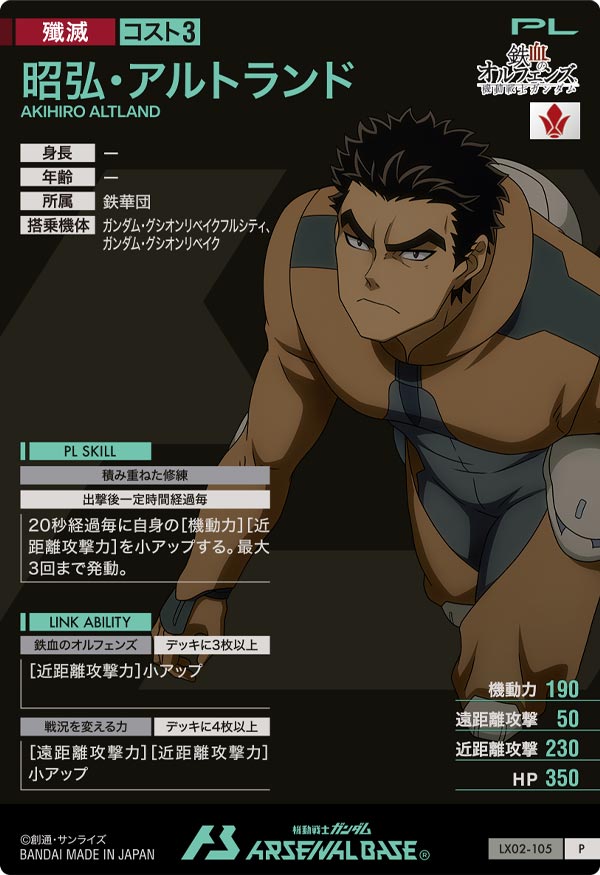 殲滅 コスト3 PL
昭弘・アルトランド
AKIHIRO ALTLAND
鉄血の
オルフェンズ
機動戦士ガンダム
身長 ―
年齢 ―
所属 鉄華団
搭乗機体 ガンダム・グシオンリベイクフルシティ、
ガンダム・グシオンリベイク
PL SKILL
積み重ねた修練
出撃後一定時間経過毎
20秒経過毎に自身の[機動力][近
距離攻撃力]を小アップする。最大
3回まで発動。
LINK ABILITY
鉄血のオルフェンズ デッキに3枚以上
[近距離攻撃力]小アップ
戦況を変える力 デッキに4枚以上
[遠距離攻撃力][近距離攻撃力]
小アップ
機動力 190
遠距離攻撃 50
近距離攻撃 230
HP 350
©創通・サンライズ
BANDAI MADE IN JAPAN
機動戦士ガンダム
ARSENAL BASE®
LX02-105 P